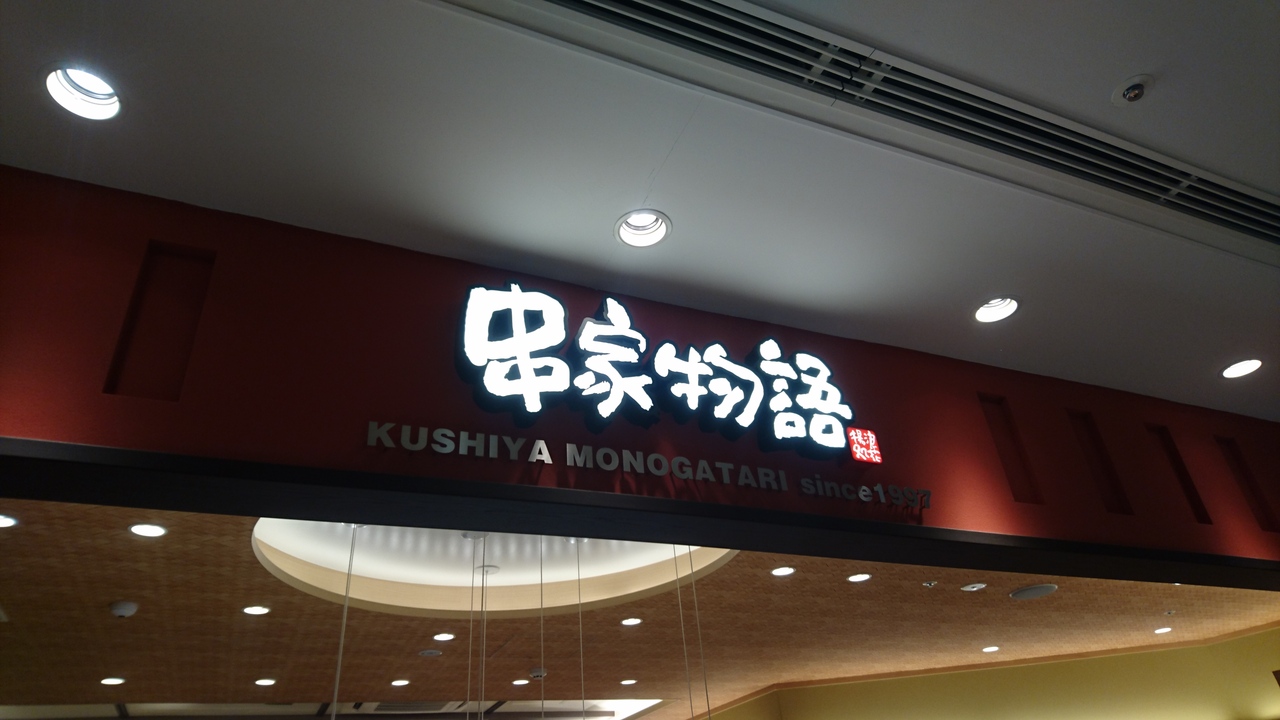 串家物語
KUSHIYA MONOGATARI since1997